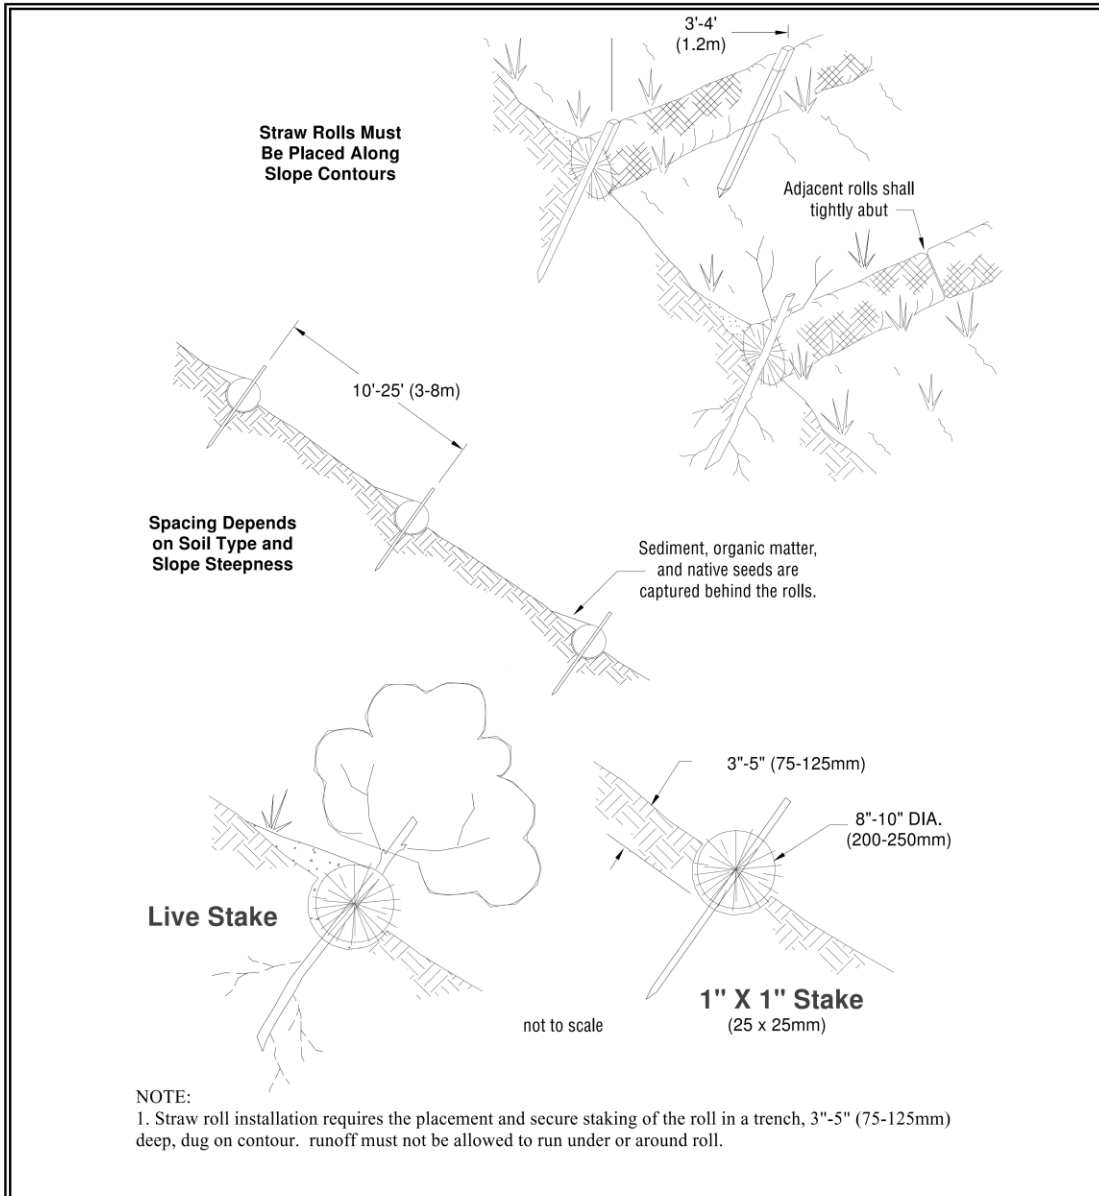 3'-4'
(1.2m)
Straw Rolls Must
Be Placed Along
Slope Contours
Adjacent rolls shall
tightly abut
10'-25' (3-8m)
Spacing Depends
on Soil Type and
Slope Steepness
Sediment, organic matter,
and native seeds are
captured behind the rolls.
3"-5" (75-125mm)
8"-10" DIA.
(200-250mm)
Live Stake
1" X 1" Stake
(25 x 25mm)
not to scale
NOTE:
1. Straw roll installation requires the placement and secure staking of the roll in a trench, 3"-5" (75-125mm)
deep, dug on contour.  runoff must not be allowed to run under or around roll.